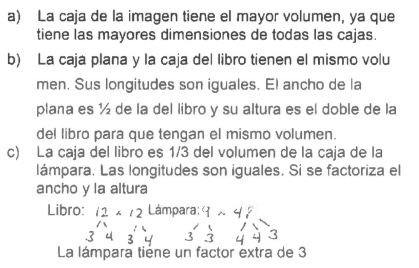 a) La caja de la imagen tiene el mayor volumen, ya que
tiene las mayores dimensiones de todas las cajas.
b) La caja plana y la caja del libro tienen el mismo volu
men. Sus longitudes son iguales. El ancho de la
plana es ½ de la del libro y su altura es el doble de la
del libro para que tengan el mismo volumen.
c) La caja del libro es 1/3 del volumen de la caja de la
lámpara. Las longitudes son iguales. Si se factoriza el
ancho y la altura
Libro: 12 × 12 Lámpara: 9 × 48
3 4 3 4 3 3 4 4 3
La lámpara tiene un factor extra de 3